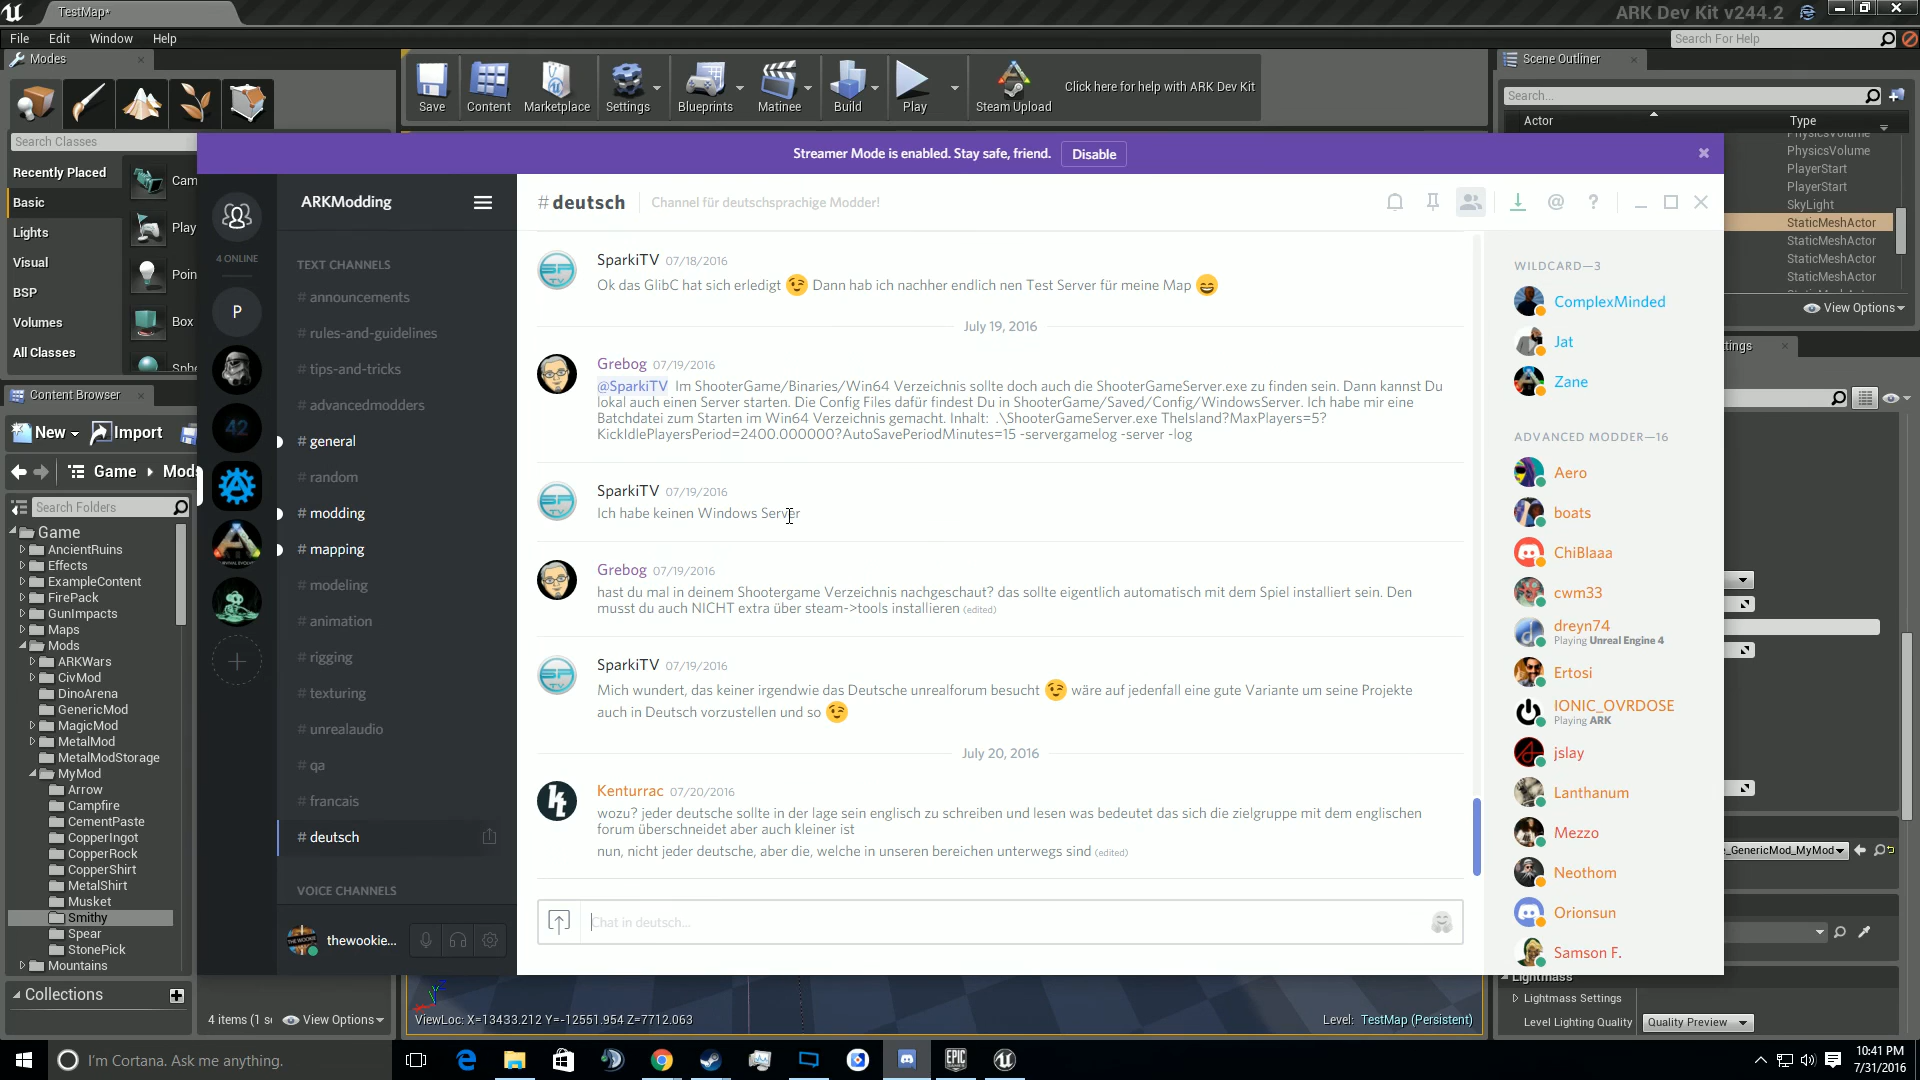 TestMap*
ARK Dev Kit v244.2
File Edit Window Help
Search For Help
Modes
Search Classes
Recently Placed
Basic
Lights
Visual
BSP
Volumes
All Classes
Cam
Play
Poin
Box
Save
Content
Marketplace
Settings
Blueprints
Matinee
Build
Play
Steam Upload
Click here for help with ARK Dev Kit
Scene Outliner
Search...
Actor
Type
PhysicsVolume
PhysicsVolume
PlayerStart
PlayerStart
SkyLight
StaticMeshActor
StaticMeshActor
StaticMeshActor
StaticMeshActor
View Options
Content Browser
New
Import
Game
Mods
Search Folders
Game
AncientRuins
Effects
ExampleContent
FirePack
GunImpacts
Maps
Mods
ARKWars
CivMod
DinoArena
GenericMod
MagicMod
MetalMod
MetalModStorage
MyMod
Arrow
Campfire
CementPaste
CopperIngot
CopperRock
CopperShirt
MetalShirt
Musket
Smithy
Spear
StonePick
Mountains
Collections
4 items (1 s
View Options
Streamer Mode is enabled. Stay safe, friend.
Disable
4 ONLINE
P
42
ARKModding
TEXT CHANNELS
# announcements
# rules-and-guidelines
# tips-and-tricks
# advancedmodders
# general
# random
# modding
# mapping
# modeling
# animation
# rigging
# texturing
# unrealaudio
# qa
# francais
# deutsch
VOICE CHANNELS
thewookie...
#deutsch
Channel für deutschsprachige Modder!
SparkiTV 07/18/2016
Ok das GlibC hat sich erledigt 😉 Dann hab ich nachher endlich nen Test Server für meine Map 😄
July 19, 2016
Grebog 07/19/2016
@SparkiTV Im ShooterGame/Binaries/Win64 Verzeichnis sollte doch auch die ShooterGameServer.exe zu finden sein. Dann kannst Du
lokal auch einen Server starten. Die Config Files dafür findest Du in ShooterGame/Saved/Config/WindowsServer. Ich habe mir eine
Batchdatei zum Starten im Win64 Verzeichnis gemacht. Inhalt: .\ShooterGameServer.exe TheIsland?MaxPlayers=5?
KickIdlePlayersPeriod=2400.000000?AutoSavePeriodMinutes=15 -servergamelog -server -log
SparkiTV 07/19/2016
Ich habe keinen Windows Server
Grebog 07/19/2016
hast du mal in deinem Shootergame Verzeichnis nachgeschaut? das sollte eigentlich automatisch mit dem Spiel installiert sein. Den
musst du auch NICHT extra über steam->tools installieren (edited)
SparkiTV 07/19/2016
Mich wundert, das keiner irgendwie das Deutsche unrealforum besucht 😉 wäre auf jedenfall eine gute Variante um seine Projekte
auch in Deutsch vorzustellen und so 😉
July 20, 2016
Kenturrac 07/20/2016
wozu? jeder deutsche sollte in der lage sein englisch zu schreiben und lesen was bedeutet das sich die zielgruppe mit dem englischen
forum überschneidet aber auch kleiner ist
nun, nicht jeder deutsche, aber die, welche in unseren bereichen unterwegs sind (edited)
Chat in deutsch...
WILDCARD—3
ComplexMinded
Jat
Zane
ADVANCED MODDER—16
Aero
boats
ChiBlaaa
cwm33
dreyn74
Playing Unreal Engine 4
Ertosi
IONIC_OVRDOSE
Playing ARK
jslay
Lanthanum
Mezzo
Neothom
Orionsun
Samson F.
_GenericMod_MyMod
Lightmass
Lightmass Settings
Level Lighting Quality
Quality Preview
ViewLoc: X=13433.212 Y=-12551.954 Z=7712.063
Level: TestMap (Persistent)
I'm Cortana. Ask me anything.
10:41 PM
7/31/2016